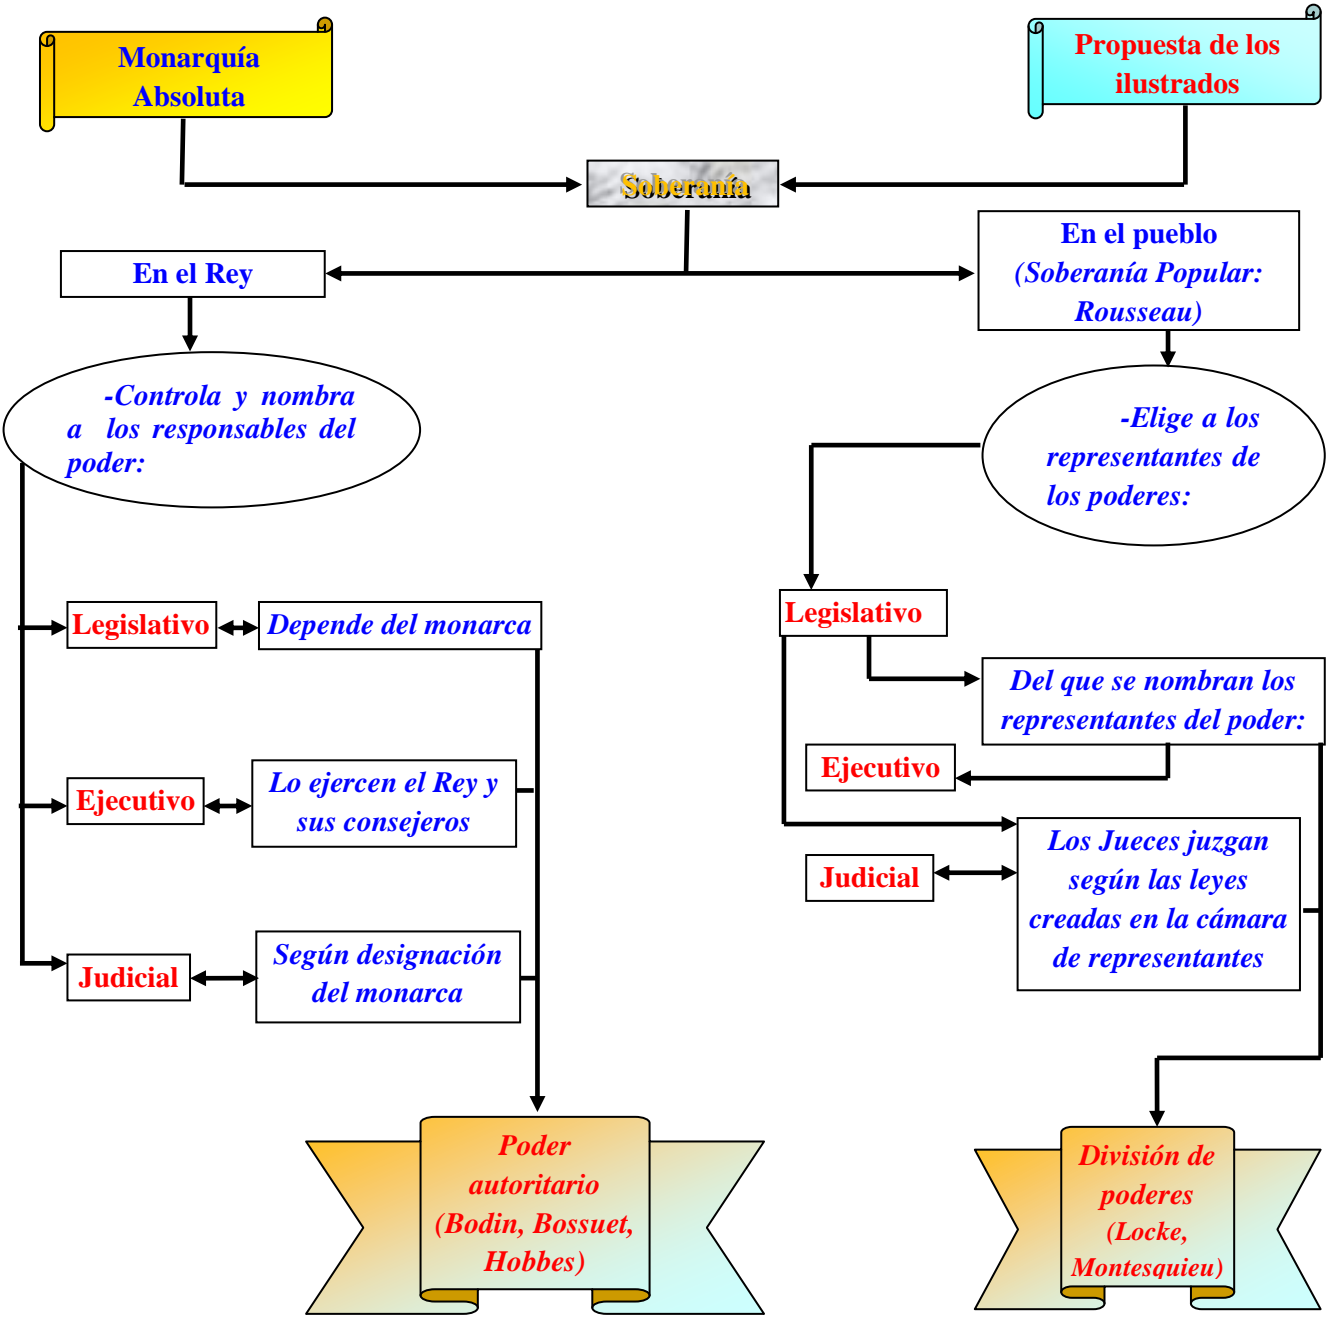 Monarquía
Absoluta
Propuesta de los
ilustrados
Soberanía
En el Rey
En el pueblo
(Soberanía Popular:
Rousseau)
-Controla y nombra
a los responsables del
poder:
-Elige a los
representantes de
los poderes:
Legislativo
Depende del monarca
Ejecutivo
Lo ejercen el Rey y
sus consejeros
Judicial
Según designación
del monarca
Legislativo
Del que se nombran los
representantes del poder:
Ejecutivo
Judicial
Los Jueces juzgan
según las leyes
creadas en la cámara
de representantes
Poder
autoritario
(Bodin, Bossuet,
Hobbes)
División de
poderes
(Locke,
Montesquieu)